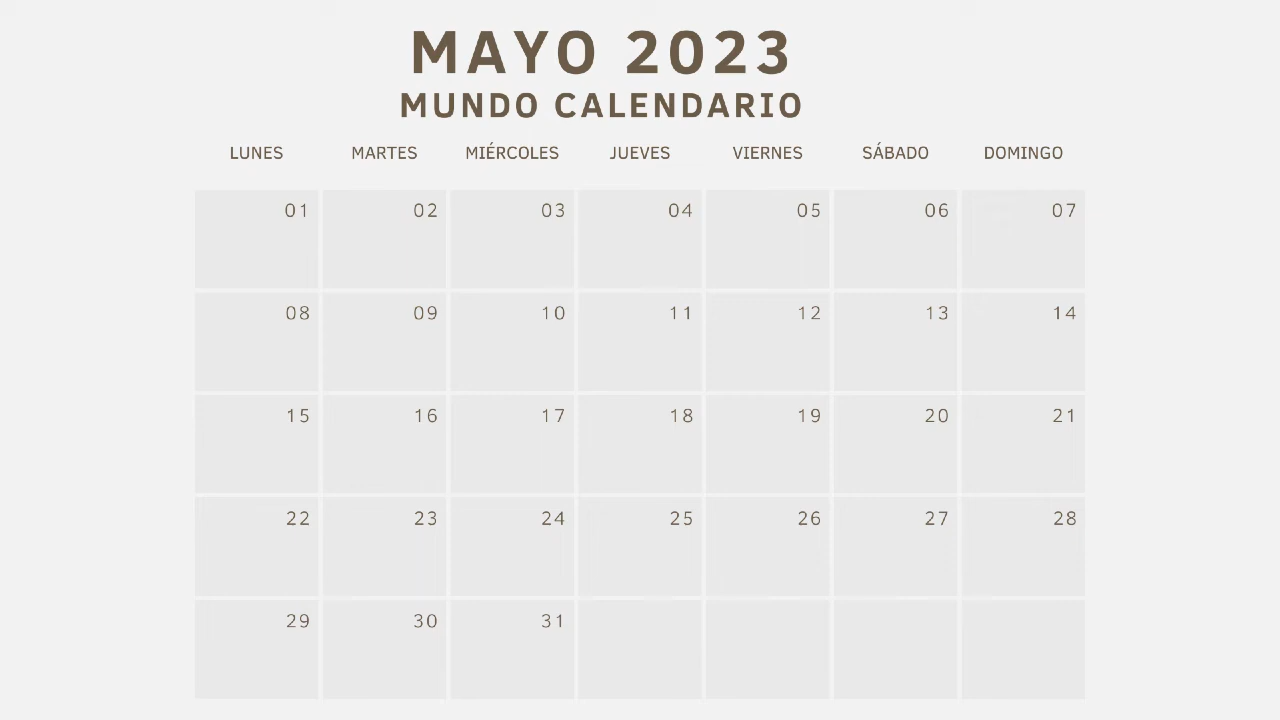 MAYO 2023
MUNDO CALENDARIO
LUNES MARTES MIÉRCOLES JUEVES VIERNES SÁBADO DOMINGO
01 02 03 04 05 06 07
08 09 10 11 12 13 14
15 16 17 18 19 20 21
22 23 24 25 26 27 28
29 30 31